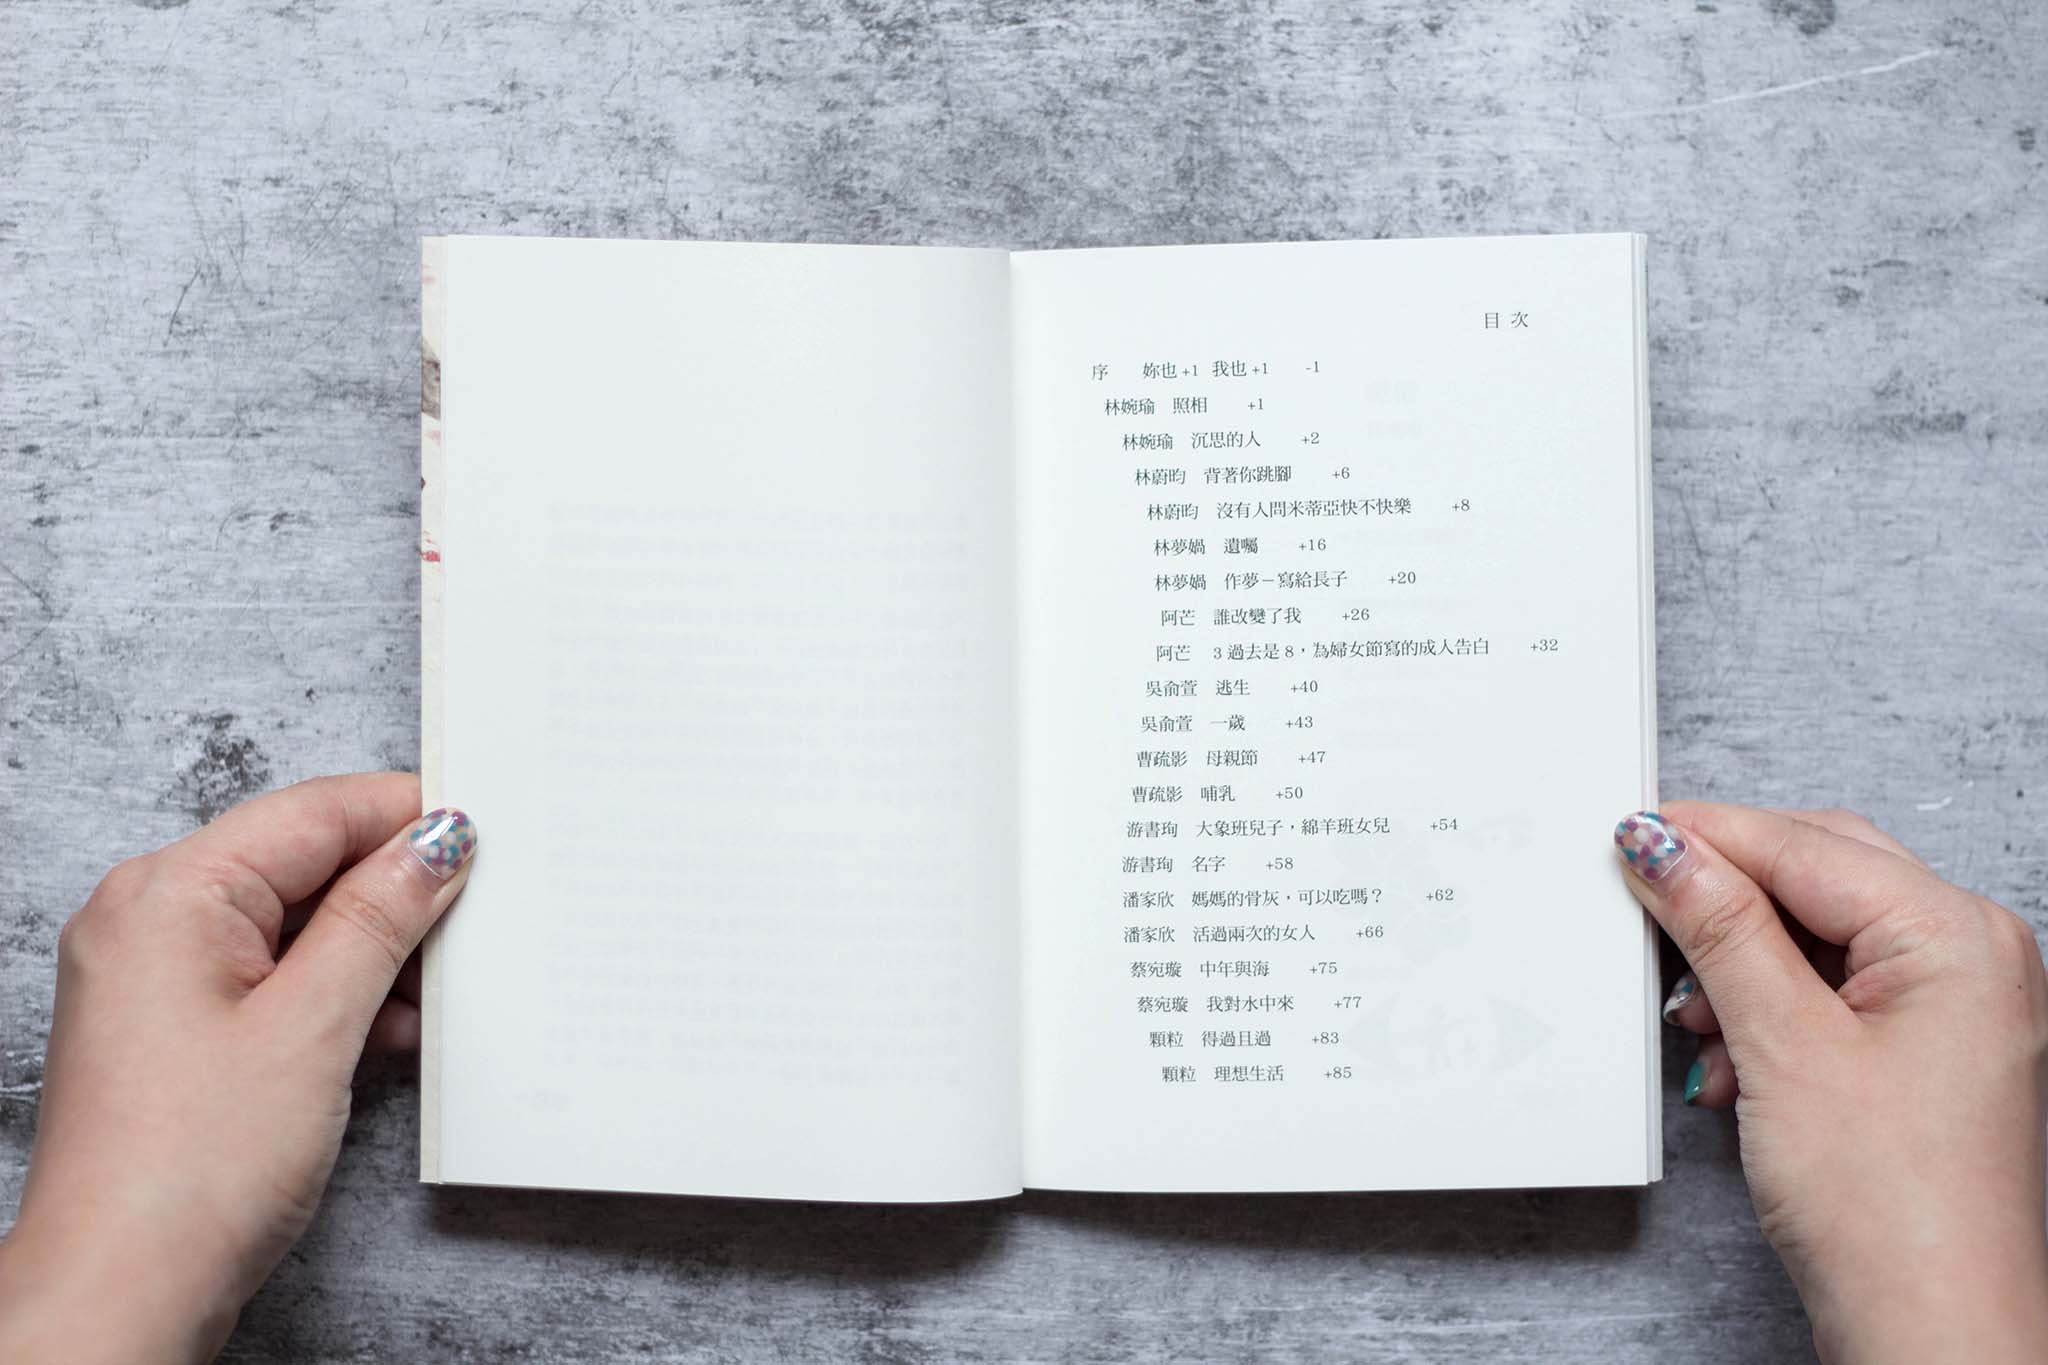 目次
序 妳也+1 我也+1 -1
林婉瑜 照相 +1
林婉瑜 沉思的人 +2
林蔚昀 背著你跳腳 +6
林蔚昀 沒有人問米蒂亞快不快樂 +8
林夢媧 遺囑 +16
林夢媧 作夢－寫給長子 +20
阿芒 誰改變了我 +26
阿芒 3過去是8，為婦女節寫的成人告白 +32
吳俞萱 逃生 +40
吳俞萱 一歲 +43
曹疏影 母親節 +47
曹疏影 哺乳 +50
游書珣 大象班兒子，綿羊班女兒 +54
游書珣 名字 +58
潘家欣 媽媽的骨灰，可以吃嗎？ +62
潘家欣 活過兩次的女人 +66
蔡宛璇 中年與海 +75
蔡宛璇 我對水中來 +77
顆粒 得過且過 +83
顆粒 理想生活 +85